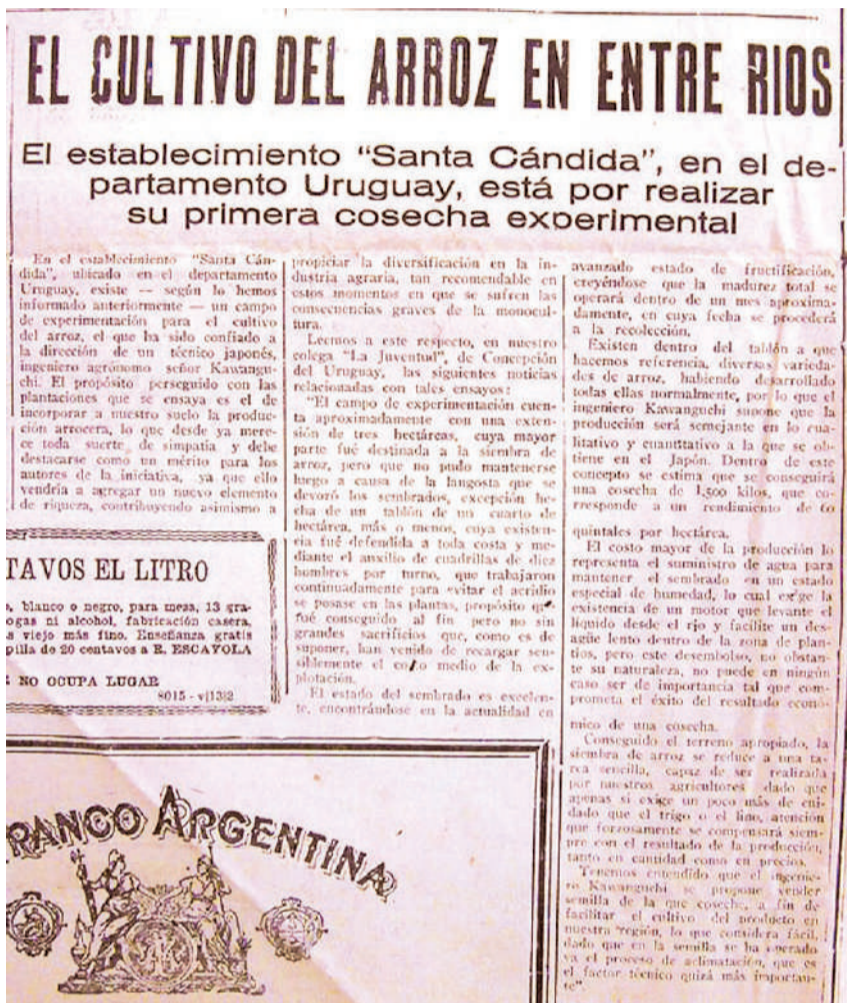 EL CULTIVO DEL ARROZ EN ENTRE RIOS
El establecimiento “Santa Cándida”, en el de-
partamento Uruguay, está por realizar
su primera cosecha experimental
En el establecimiento “Santa Cán-
dida”, ubicado en el departamento
Uruguay, existe — según lo hemos
informado anteriormente — un campo
de experimentación para el cultivo
del arroz, el que ha sido confiado a
la dirección de un técnico japonés,
ingeniero agrónomo señor Kawangu-
chi. El propósito perseguido con las
plantaciones que se ensaya es el de
incorporar a nuestro suelo la produc-
ción arrocera, lo que desde ya mere-
ce toda suerte de simpatía y debe
destacarse como un mérito para los
autores de la iniciativa, ya que ello
vendría a agregar un nuevo elemento
de riqueza, contribuyendo asimismo a
propiciar la diversificación en la in-
dustria agraria, tan recomendable en
estos momentos en que se sufren las
consecuencias graves de la monocul-
tura.
Leemos a este respecto, en nuestro
colega “La Juventud”, de Concepción
del Uruguay, las siguientes noticias
relacionadas con tales ensayos:
“El campo de experimentación cuen-
ta aproximadamente con una exten-
sión de tres hectáreas, cuya mayor
parte fué destinada a la siembra de
arroz, pero que no pudo mantenerse
luego a causa de la langosta que se
devoró los sembrados, excepción he-
cha de un tablón de un cuarto de
hectárea, más o menos, cuya existen-
cia fué defendida a toda costa y me-
diante el auxilio de cuadrillas de diez
hombres por turno, que trabajaron
continuadamente para evitar el acridio
se posase en las plantas, propósito que
fué conseguido al fin pero no sin
grandes sacrificios que, como es de
suponer, han venido de recargar sen-
siblemente el costo medio de la ex-
plotación.
El estado del sembrado es excelen-
te, encontrándose en la actualidad en
avanzado estado de fructificación,
creyéndose que la madurez total se
operará dentro de un mes aproxima-
damente, en cuya fecha se procederá
a la recolección.
Existen dentro del tablón a que
hacemos referencia, diversas varieda-
des de arroz, habiendo desarrollado
todas ellas normalmente, por lo que el
ingeniero Kawanguchi supone que la
producción será semejante en lo cua-
litativo y cuantitativo a la que se ob-
tiene en el Japón. Dentro de este
concepto se estima que se conseguirá
una cosecha de 1.500 kilos, que co-
rresponde a un rendimiento de 60
quintales por hectárea.
El costo mayor de la producción lo
representa el suministro de agua para
mantener el sembrado en un estado
especial de humedad, lo cual exige la
existencia de un motor que levante el
líquido desde el río y facilite un des-
agüe lento dentro de la zona de plan-
tíos, pero este desembolso, no obstan-
te su naturaleza, no puede en ningún
caso ser de importancia tal que com-
prometa el éxito del resultado econó-
mico de una cosecha.
Conseguido el terreno apropiado, la
siembra de arroz se reduce a una ta-
rea sencilla, capaz de ser realizada
por nuestros agricultores dado que
apenas si exige un poco más de cui-
dado que el trigo o el lino, atención
que forzosamente se compensará siem-
pre con el resultado de la producción,
tanto en cantidad como en precios.
Tenemos entendido que el ingenie-
ro Kawanguchi se propone vender
semilla de la que coseche, a fin de
facilitar el cultivo del producto en
nuestra región, lo que considera fácil,
dado que en la semilla se ha operado
ya el proceso de aclimatación, que es
el factor técnico quizá más importan-
te”.
TAVOS EL LITRO
o, blanco o negro, para mesa, 13 gra-
ogas ni alcohol, fabricación casera.
s viejo más fino. Enseñanza gratis
pilla de 20 centavos a R. ESCAYOLA
E NO OCUPA LUGAR
8015 - v|13|2
FRANCO ARGENTINA